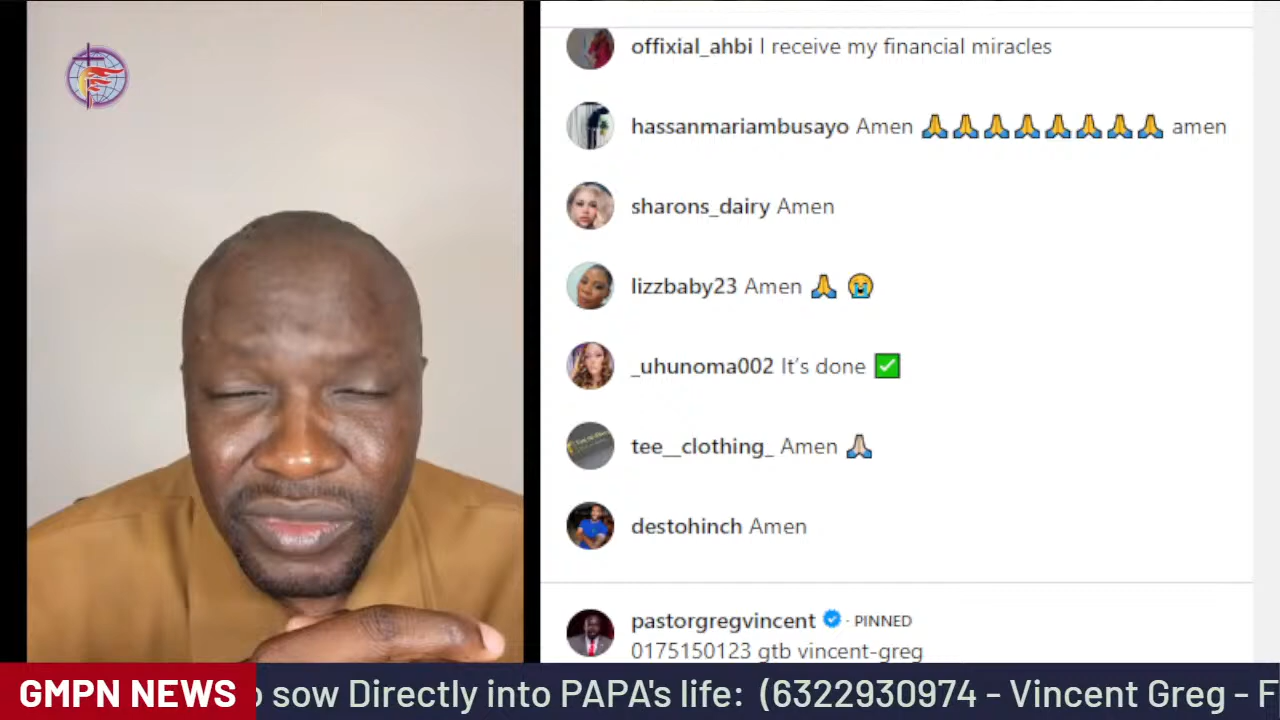 offixial_ahbi I receive my financial miracles
hassanmariambusayo Amen 🙏🙏🙏🙏🙏🙏🙏🙏 amen
sharons_dairy Amen
lizzbaby23 Amen 🙏 😭
_uhunoma002 It's done ✅
tee__clothing_ Amen 🙏🏻
destohinch Amen
pastorgregvincent · PINNED
0175150123 gtb vincent-greg
GMPN NEWS sow Directly into PAPA's life: (6322930974 - Vincent Greg - F